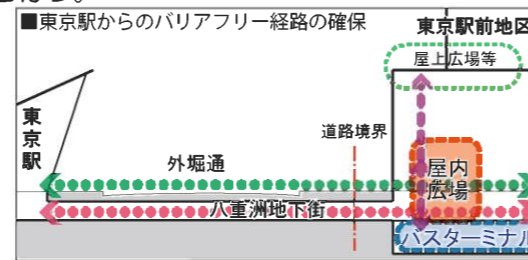 ■東京駅からのバリアフリー経路の確保
東京駅前地区
屋上広場等
東京駅
道路境界
外堀通
屋内
広場
八重洲地下街
バスターミナル